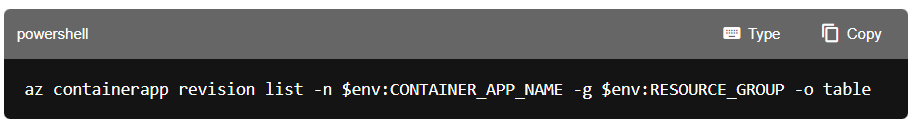 powershell
Type
Copy
az containerapp revision list -n $env:CONTAINER_APP_NAME -g $env:RESOURCE_GROUP -o table